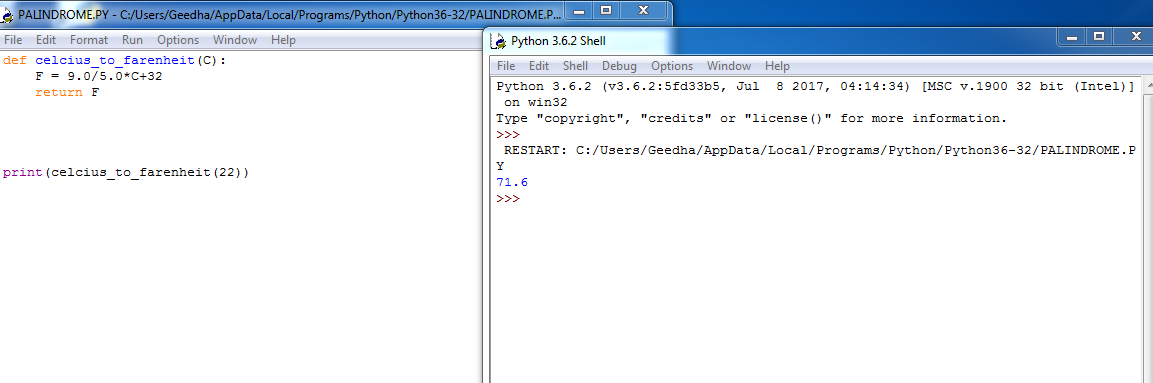 PALINDROME.PY - C:/Users/Geedha/AppData/Local/Programs/Python/Python36-32/PALINDROME.P...
File Edit Format Run Options Window Help
def celcius_to_farenheit(C):
    F = 9.0/5.0*C+32
    return F
print(celcius_to_farenheit(22))
Python 3.6.2 Shell
File Edit Shell Debug Options Window Help
Python 3.6.2 (v3.6.2:5fd33b5, Jul  8 2017, 04:14:34) [MSC v.1900 32 bit (Intel)]
 on win32
Type "copyright", "credits" or "license()" for more information.
>>>
 RESTART: C:/Users/Geedha/AppData/Local/Programs/Python/Python36-32/PALINDROME.P
Y
71.6
>>>